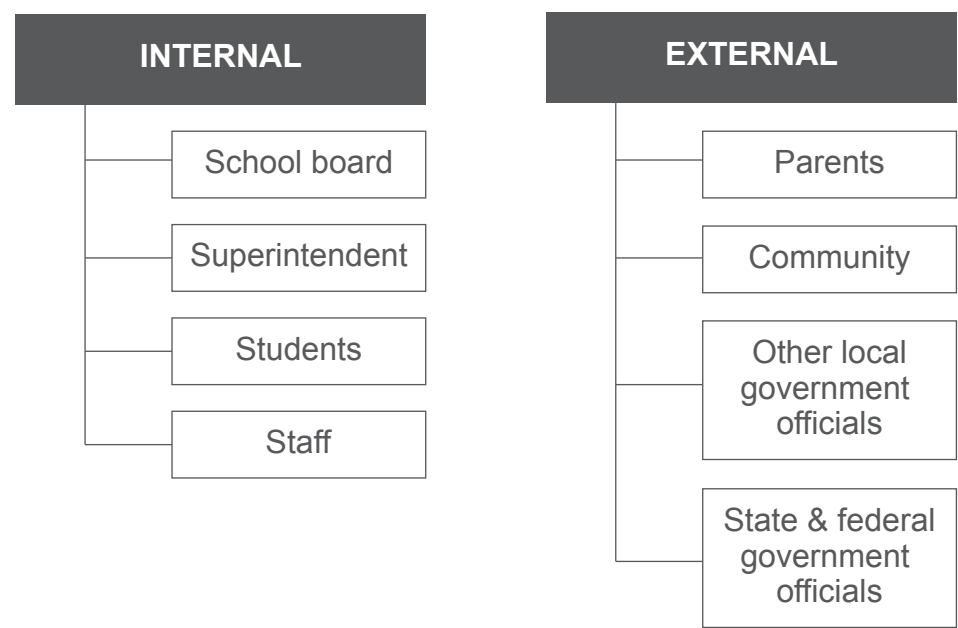 INTERNAL
School board
Superintendent
Students
Staff
EXTERNAL
Parents
Community
Other local
government
officials
State & federal
government
officials